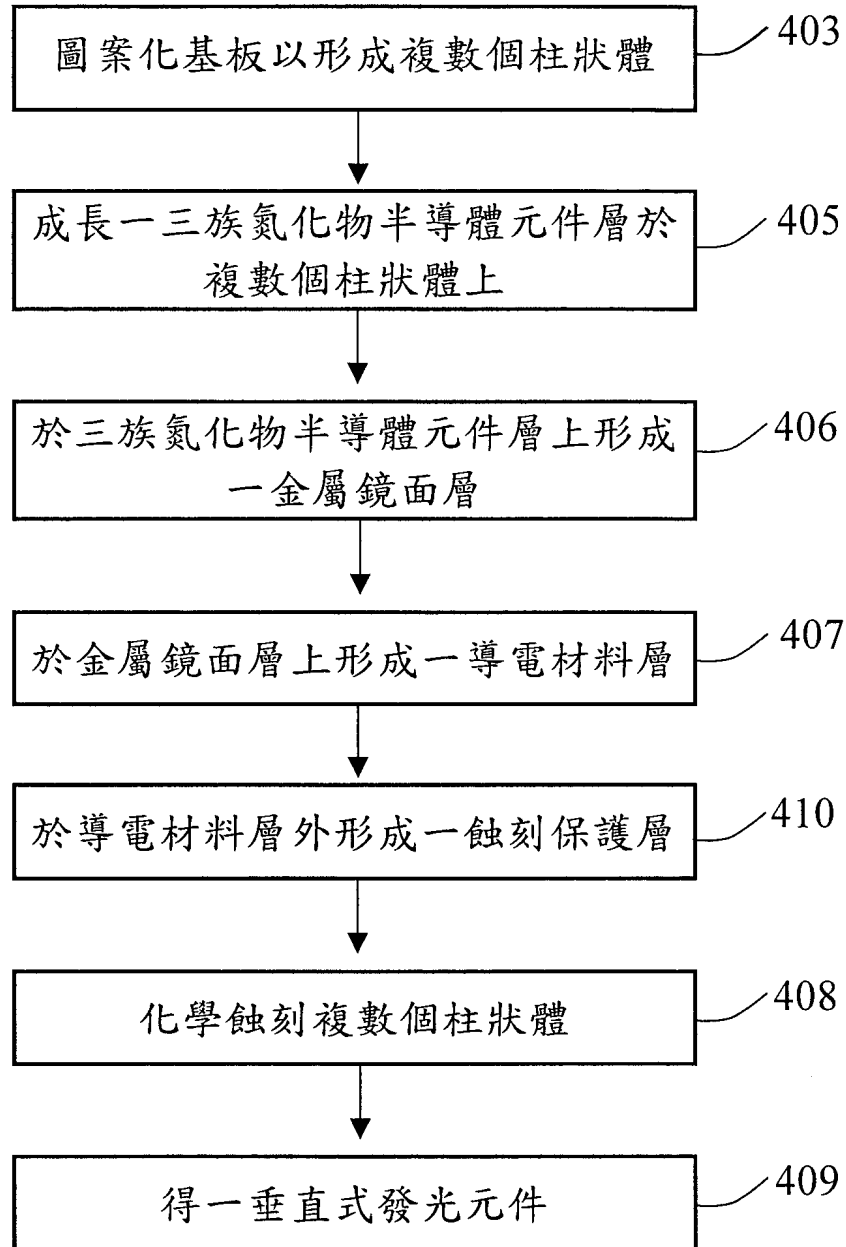 圖案化基板以形成複數個柱狀體
403
成長一三族氮化物半導體元件層於
複數個柱狀體上
405
於三族氮化物半導體元件層上形成
一金屬鏡面層
406
於金屬鏡面層上形成一導電材料層
407
於導電材料層外形成一蝕刻保護層
410
化學蝕刻複數個柱狀體
408
得一垂直式發光元件
409